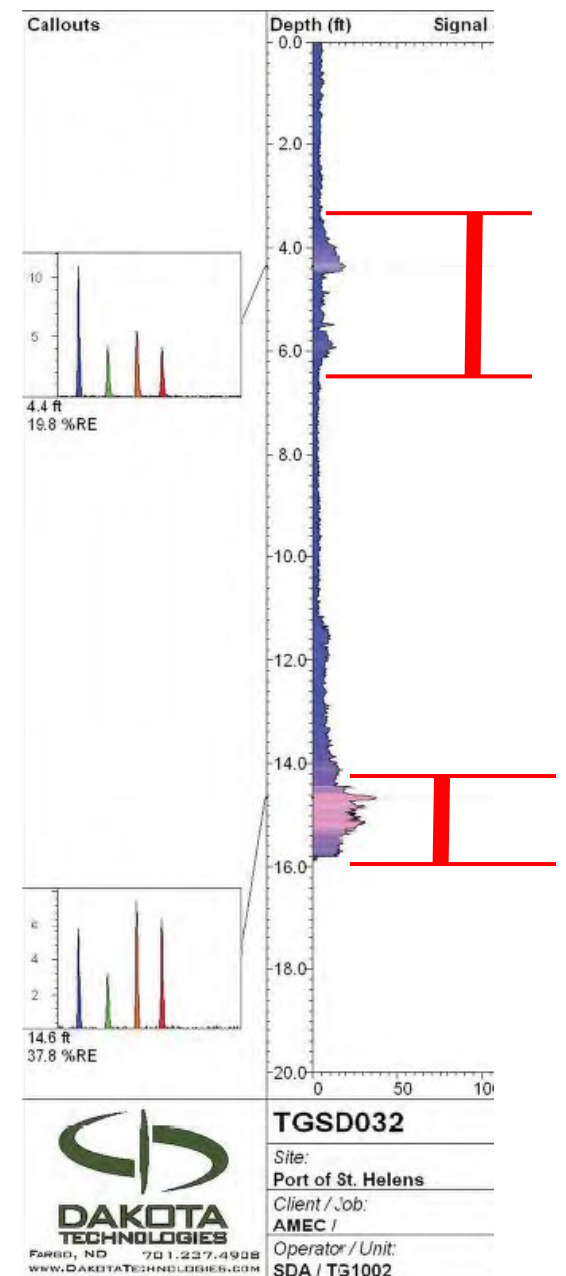 Callouts
Depth (ft)
Signal
0.0
2.0
4.0
6.0
8.0
10.0
12.0
14.0
16.0
18.0
20.0
0 50 10
10
5
4.4 ft
19.8 %RE
6
4
2
14.6 ft
37.8 %RE
DAKOTA
TECHNOLOGIES
FARGO, ND 701.237.4908
WWW.DAKOTATECHNOLOGIES.COM
TGSD032
Site:
Port of St. Helens
Client / Job:
AMEC /
Operator / Unit:
SDA / TG1002